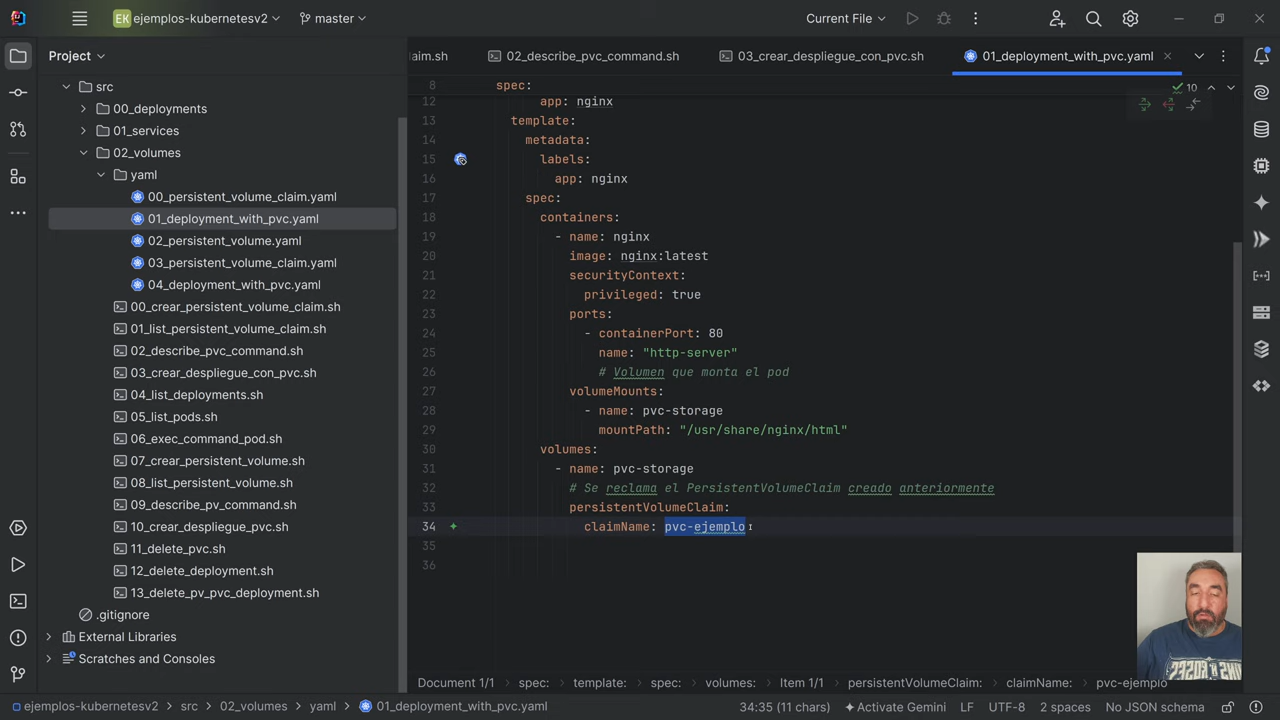 EK ejemplos-kubernetesv2
master
Current File
Project
src
00_deployments
01_services
02_volumes
yaml
00_persistent_volume_claim.yaml
01_deployment_with_pvc.yaml
02_persistent_volume.yaml
03_persistent_volume_claim.yaml
04_deployment_with_pvc.yaml
00_crear_persistent_volume_claim.sh
01_list_persistent_volume_claim.sh
02_describe_pvc_command.sh
03_crear_despliegue_con_pvc.sh
04_list_deployments.sh
05_list_pods.sh
06_exec_command_pod.sh
07_crear_persistent_volume.sh
08_list_persistent_volume.sh
09_describe_pv_command.sh
10_crear_despliegue_pvc.sh
11_delete_pvc.sh
12_delete_deployment.sh
13_delete_pv_pvc_deployment.sh
.gitignore
External Libraries
Scratches and Consoles
laim.sh
02_describe_pvc_command.sh
03_crear_despliegue_con_pvc.sh
01_deployment_with_pvc.yaml
10
8 spec:
12 app: nginx
13 template:
14 metadata:
15 labels:
16 app: nginx
17 spec:
18 containers:
19 - name: nginx
20 image: nginx:latest
21 securityContext:
22 privileged: true
23 ports:
24 - containerPort: 80
25 name: "http-server"
26 # Volumen que monta el pod
27 volumeMounts:
28 - name: pvc-storage
29 mountPath: "/usr/share/nginx/html"
30 volumes:
31 - name: pvc-storage
32 # Se reclama el PersistentVolumeClaim creado anteriormente
33 persistentVolumeClaim:
34 claimName: pvc-ejemplo
35
36
Document 1/1 spec: template: spec: volumes: Item 1/1 persistentVolumeClaim: claimName: pvc-ejemplo
ejemplos-kubernetesv2 src 02_volumes yaml 01_deployment_with_pvc.yaml
34:35 (11 chars) Activate Gemini LF UTF-8 2 spaces No JSON schema